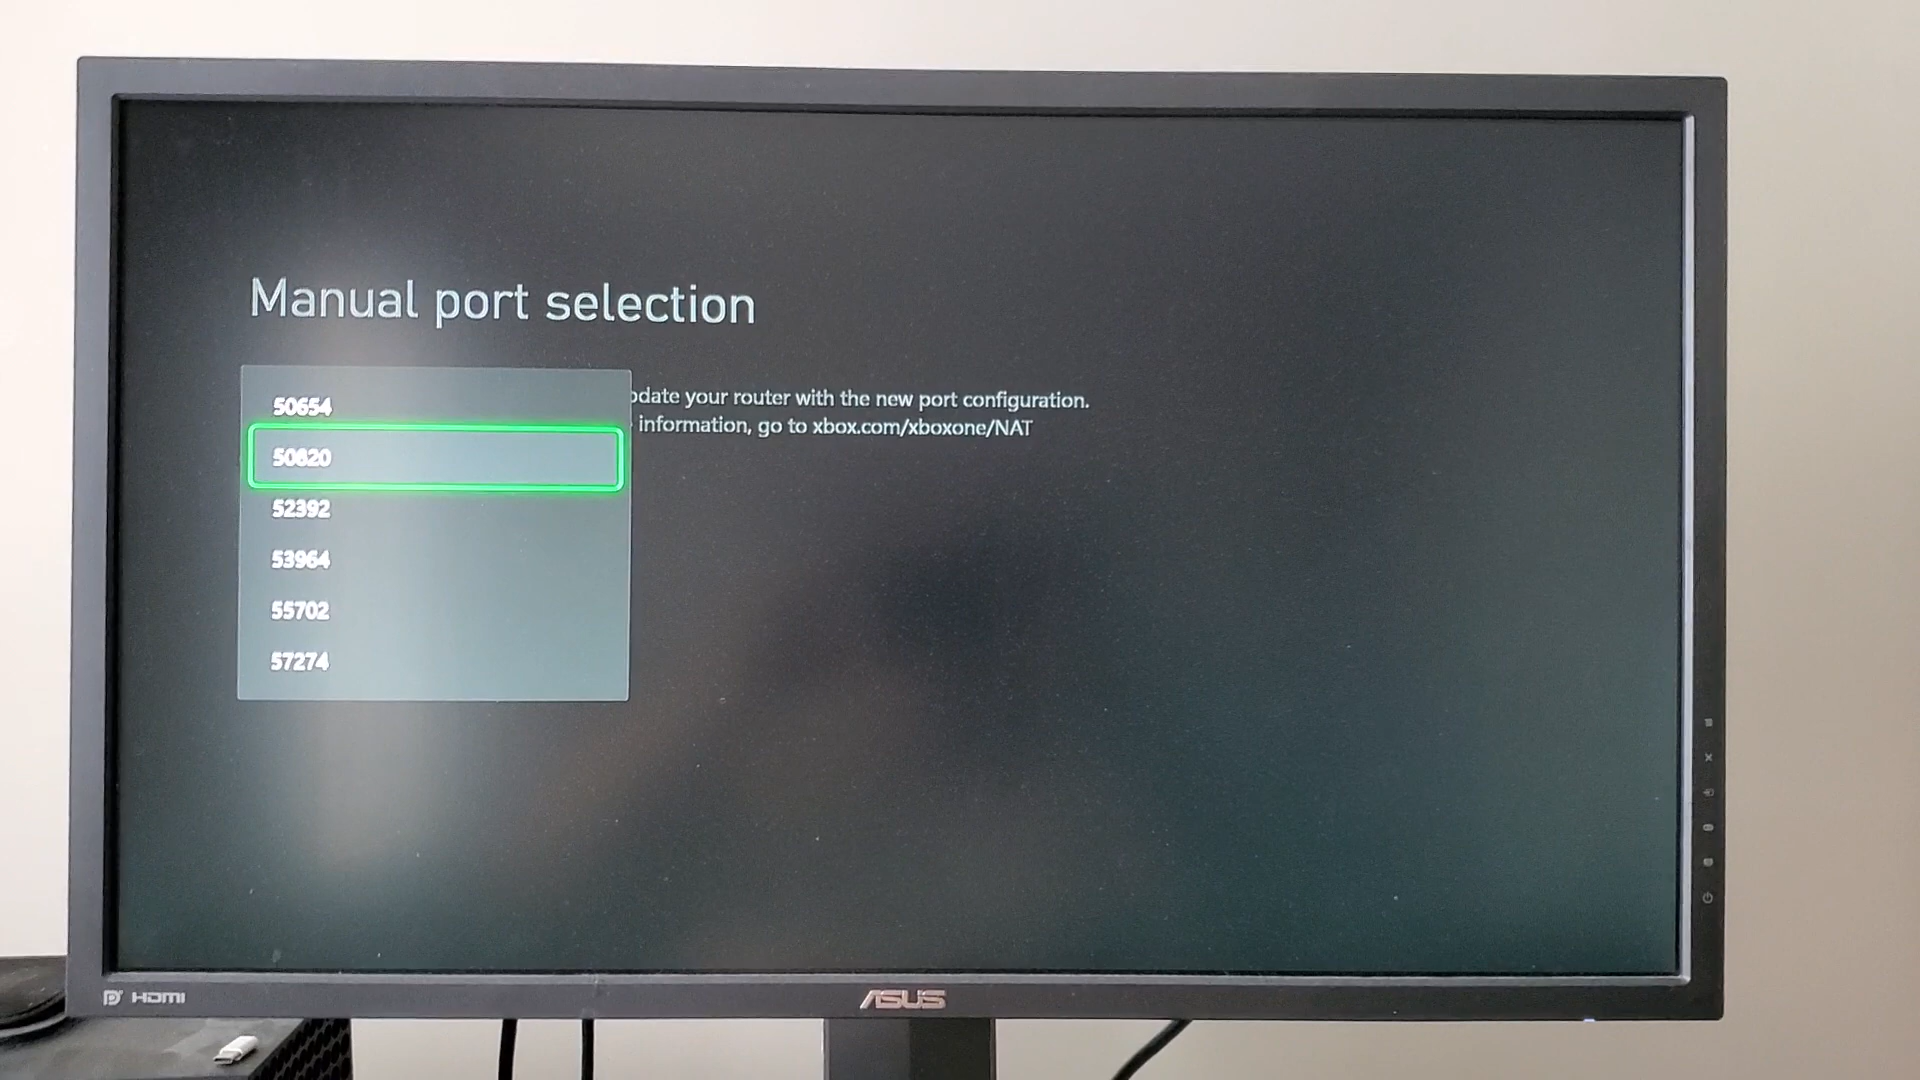 Manual port selection
50654
pdate your router with the new port configuration.
information, go to xbox.com/xboxone/NAT
50820
52392
53964
55702
57274
HDMI
ASUS